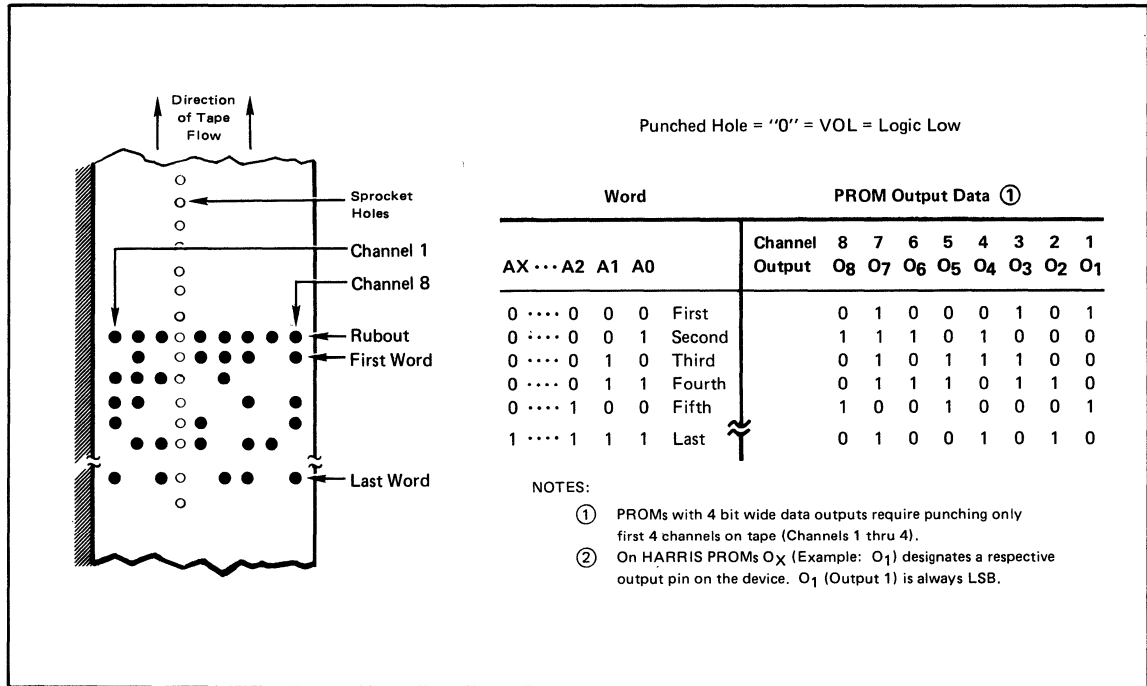 Direction
of Tape
Flow
Sprocket
Holes
Channel 1
Channel 8
Rubout
First Word
Last Word
Punched Hole = "0" = VOL = Logic Low
Word PROM Output Data ①
Channel 8 7 6 5 4 3 2 1
AX ··· A2 A1 A0 Output O8 O7 O6 O5 O4 O3 O2 O1
0 ···· 0 0 0 First 0 1 0 0 0 1 0 1
0 ···· 0 0 1 Second 1 1 1 0 1 0 0 0
0 ···· 0 1 0 Third 0 1 0 1 1 1 0 0
0 ···· 0 1 1 Fourth 0 1 1 1 0 1 1 0
0 ···· 1 0 0 Fifth 1 0 0 1 0 0 0 1
1 ···· 1 1 1 Last 0 1 0 0 1 0 1 0
NOTES:
① PROMs with 4 bit wide data outputs require punching only
first 4 channels on tape (Channels 1 thru 4).
② On HARRIS PROMs OX (Example: O1) designates a respective
output pin on the device. O1 (Output 1) is always LSB.